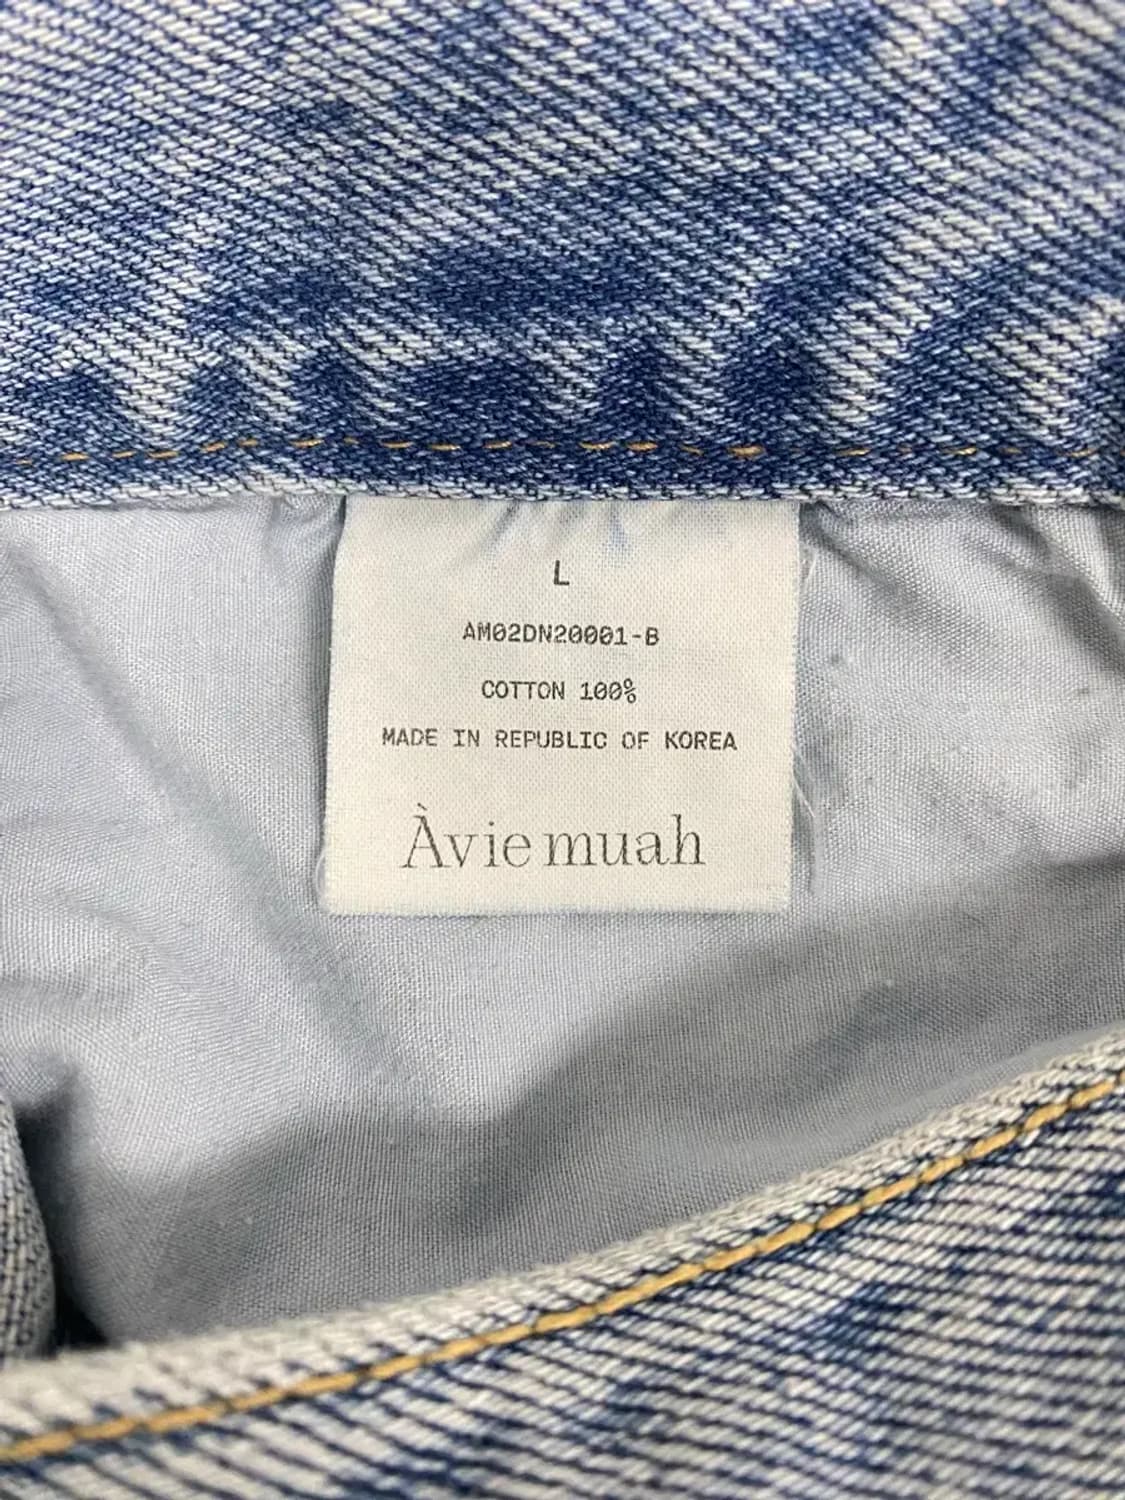 L
AM02DN20001-B
COTTON 100%
MADE IN REPUBLIC OF KOREA
Àvie muah